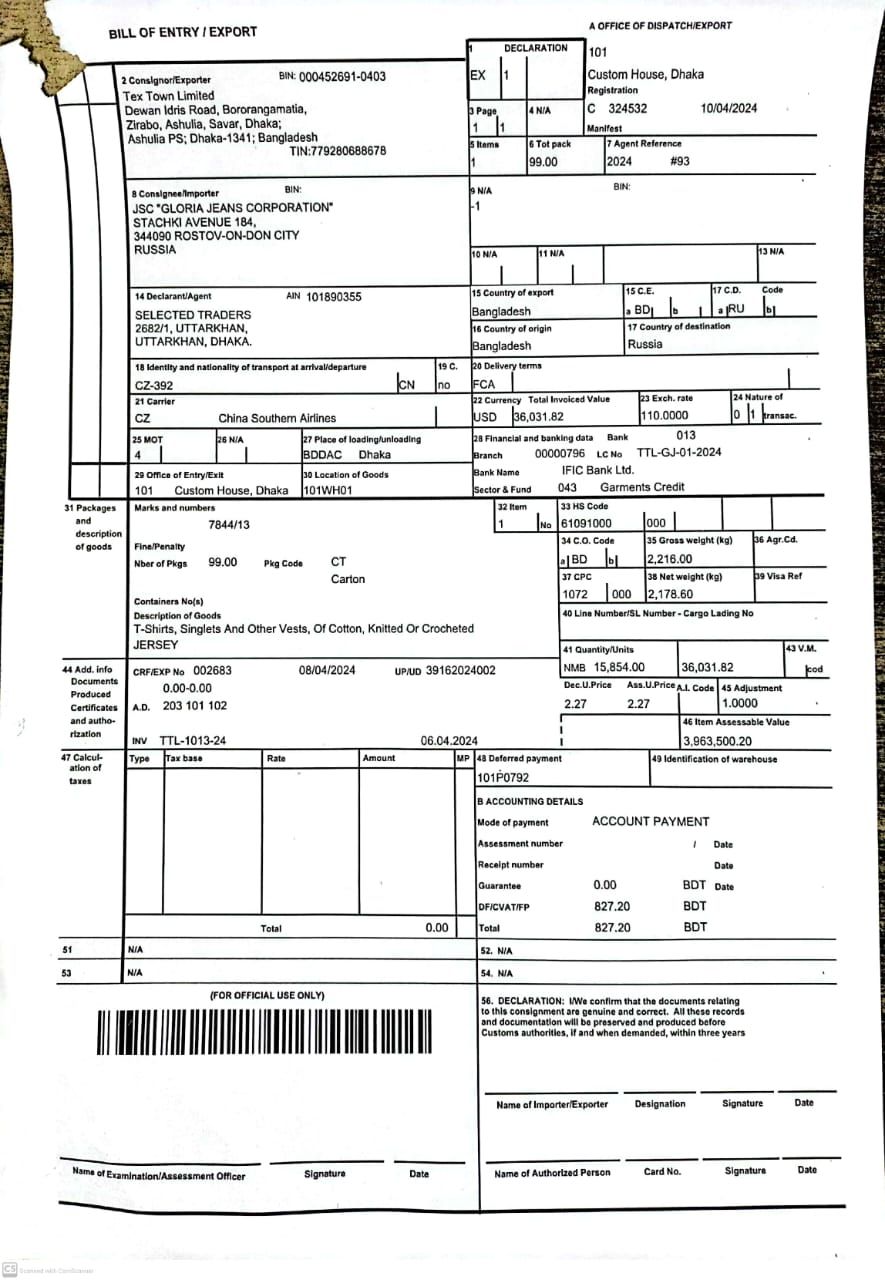 BILL OF ENTRY / EXPORT
A OFFICE OF DISPATCH/EXPORT
1 DECLARATION
EX 1
101
Custom House, Dhaka
Registration
C 324532 10/04/2024
Manifest
2 Consignor/Exporter BIN: 000452691-0403
Tex Town Limited
Dewan Idris Road, Bororangamatia,
Zirabo, Ashulia, Savar, Dhaka;
Ashulia PS; Dhaka-1341; Bangladesh
TIN:779280688678
3 Page 4 N/A
1 1
5 Items 6 Tot pack 7 Agent Reference
1 99.00 2024 #93
8 Consignee/Importer BIN:
JSC "GLORIA JEANS CORPORATION"
STACHKI AVENUE 184,
344090 ROSTOV-ON-DON CITY
RUSSIA
9 N/A BIN:
-1
10 N/A 11 N/A 13 N/A
14 Declarant/Agent AIN 101890355
SELECTED TRADERS
2682/1, UTTARKHAN,
UTTARKHAN, DHAKA.
15 Country of export 15 C.E. 17 C.D. Code
Bangladesh a BD b a RU b
16 Country of origin 17 Country of destination
Bangladesh Russia
18 Identity and nationality of transport at arrival/departure 19 C.
CZ-392 CN no
20 Delivery terms
FCA
21 Carrier
CZ China Southern Airlines
22 Currency Total Invoiced Value 23 Exch. rate 24 Nature of
USD 36,031.82 110.0000 0 1 transac.
25 MOT 26 N/A 27 Place of loading/unloading
4 BDDAC Dhaka
28 Financial and banking data Bank 013
Branch 00000796 LC No TTL-GJ-01-2024
Bank Name IFIC Bank Ltd.
Sector & Fund 043 Garments Credit
29 Office of Entry/Exit 30 Location of Goods
101 Custom House, Dhaka 101WH01
31 Packages
and
description
of goods
Marks and numbers
7844/13
Fine/Penalty
Nber of Pkgs 99.00 Pkg Code CT
Carton
Containers No(s)
Description of Goods
T-Shirts, Singlets And Other Vests, Of Cotton, Knitted Or Crocheted
JERSEY
32 Item 33 HS Code
1 No 61091000 000
34 C.O. Code 35 Gross weight (kg) 36 Agr.Cd.
a BD b 2,216.00
37 CPC 38 Net weight (kg) 39 Visa Ref
1072 000 2,178.60
40 Line Number/SL Number - Cargo Lading No
41 Quantity/Units 43 V.M.
NMB 15,854.00 36,031.82 cod
44 Add. info
Documents
Produced
Certificates
and autho-
rization
CRF/EXP No 002683 08/04/2024 UP/UD 39162024002
0.00-0.00
A.D. 203 101 102
INV TTL-1013-24 06.04.2024
Dec.U.Price Ass.U.Price A.I. Code 45 Adjustment
2.27 2.27 1.0000
46 Item Assessable Value
3,963,500.20
47 Calcul-
ation of
taxes
Type Tax base Rate Amount MP
Total 0.00
48 Deferred payment 49 Identification of warehouse
101P0792
B ACCOUNTING DETAILS
Mode of payment ACCOUNT PAYMENT
Assessment number / Date
Receipt number Date
Guarantee 0.00 BDT Date
DF/CVAT/FP 827.20 BDT
Total 827.20 BDT
51 N/A 52. N/A
53 N/A 54. N/A
(FOR OFFICIAL USE ONLY)
56. DECLARATION: I/We confirm that the documents relating
to this consignment are genuine and correct. All these records
and documentation will be preserved and produced before
Customs authorities, if and when demanded, within three years
Name of Importer/Exporter Designation Signature Date
Name of Examination/Assessment Officer Signature Date
Name of Authorized Person Card No. Signature Date
CS Scanned with CamScanner